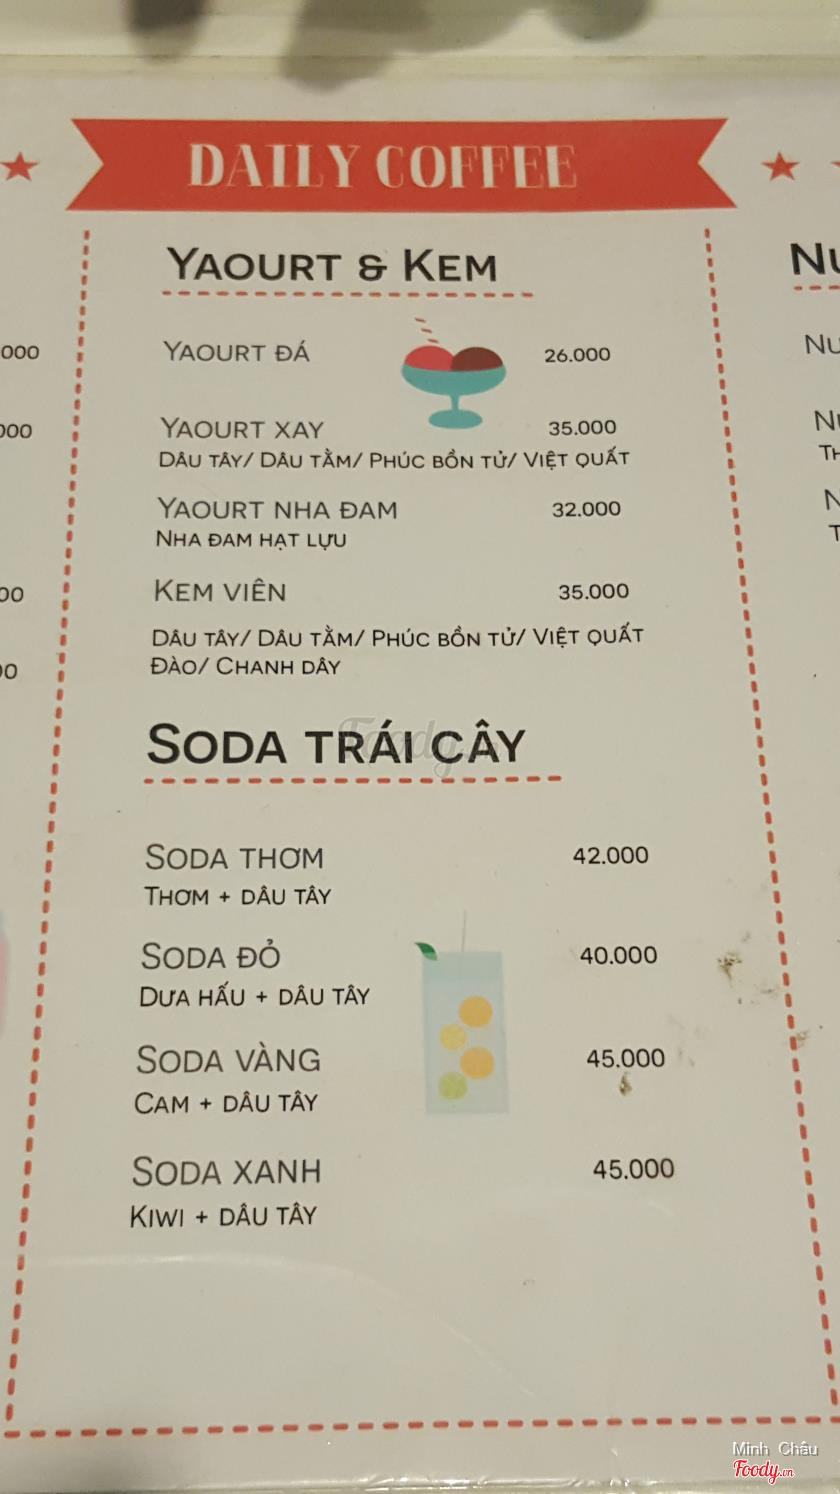 DAILY COFFEE
YAOURT & KEM
YAOURT ĐÁ 26.000
YAOURT XAY 35.000
DÂU TÂY/ DÂU TẰM/ PHÚC BỒN TỬ/ VIỆT QUẤT
YAOURT NHA ĐAM 32.000
NHA ĐAM HẠT LỰU
KEM VIÊN 35.000
DÂU TÂY/ DÂU TẰM/ PHÚC BỒN TỬ/ VIỆT QUẤT
ĐÀO/ CHANH DÂY
SODA TRÁI CÂY
SODA THƠM 42.000
THƠM + DÂU TÂY
SODA ĐỎ 40.000
DƯA HẤU + DÂU TÂY
SODA VÀNG 45.000
CAM + DÂU TÂY
SODA XANH 45.000
KIWI + DÂU TÂY
Minh Châu
Foody.vn